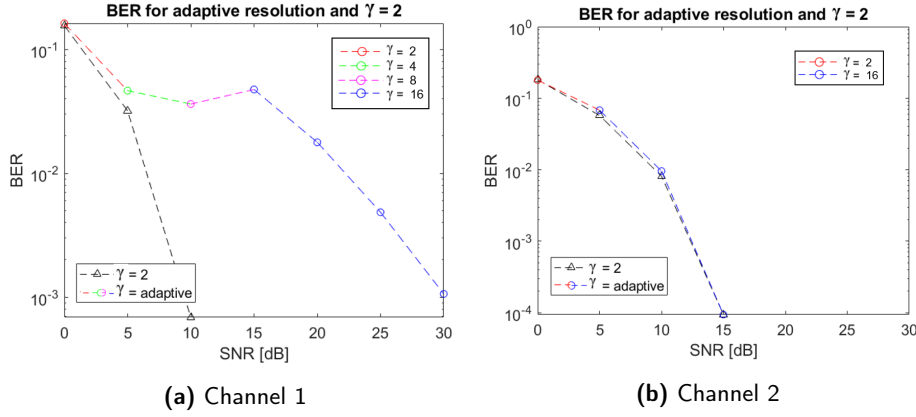 BER for adaptive resolution and γ = 2
10^-1
10^-2
10^-3
BER
0 5 10 15 20 25 30
SNR [dB]
γ = 2
γ = 4
γ = 8
γ = 16
γ = 2
γ = adaptive
(a) Channel 1
BER for adaptive resolution and γ = 2
10^0
10^-1
10^-2
10^-3
10^-4
BER
0 5 10 15 20 25 30
SNR [dB]
γ = 2
γ = 16
γ = 2
γ = adaptive
(b) Channel 2